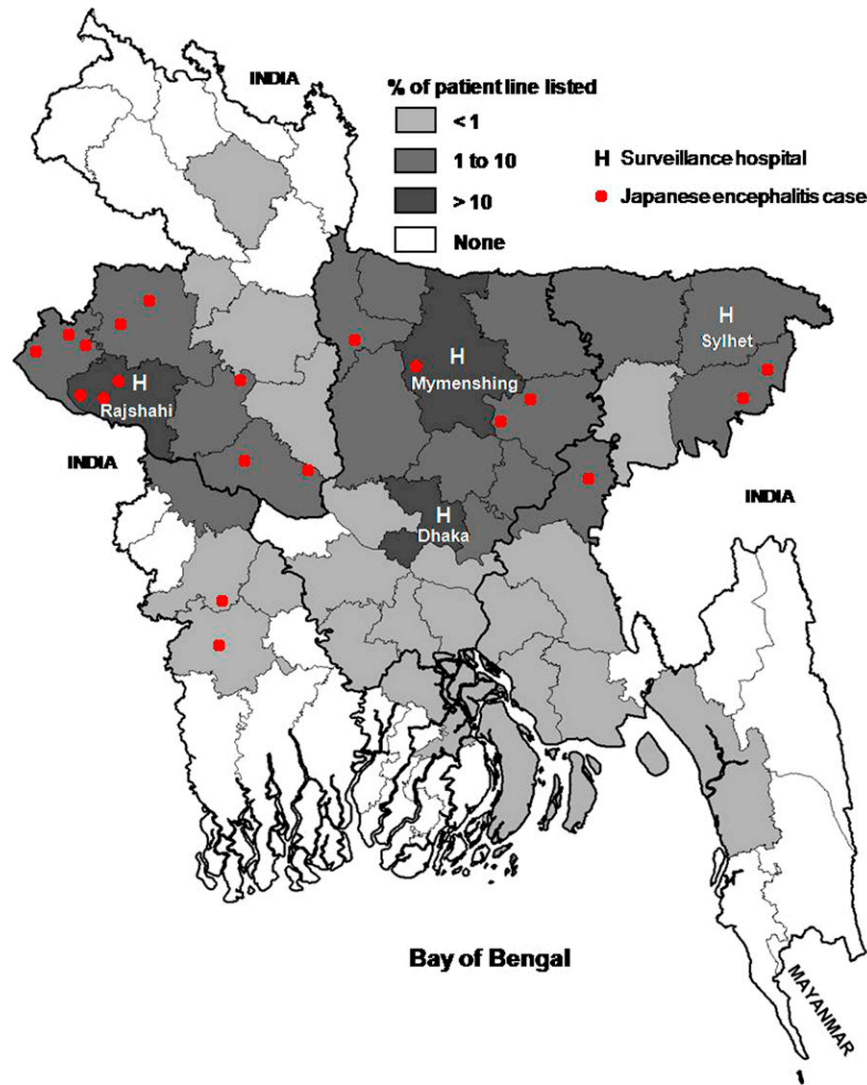 INDIA
% of patient line listed
< 1
1 to 10
> 10
None
H Surveillance hospital
Japanese encephalitis case
H
Sylhet
H
Mymenshing
H
Rajshahi
INDIA
H
Dhaka
INDIA
Bay of Bengal
MAYANMAR